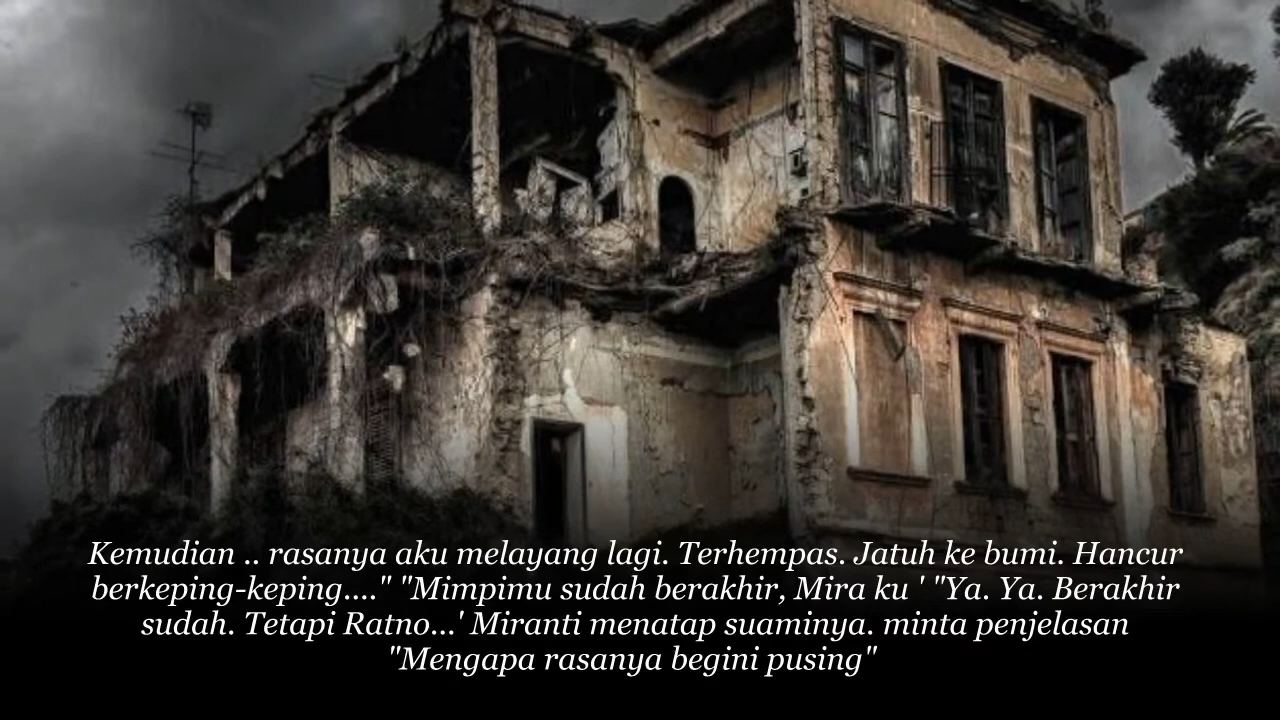 Kemudian .. rasanya aku melayang lagi. Terhempas. Jatuh ke bumi. Hancur
berkeping-keping...." "Mimpimu sudah berakhir, Mira ku ' "Ya. Ya. Berakhir
sudah. Tetapi Ratno...' Miranti menatap suaminya. minta penjelasan
"Mengapa rasanya begini pusing"